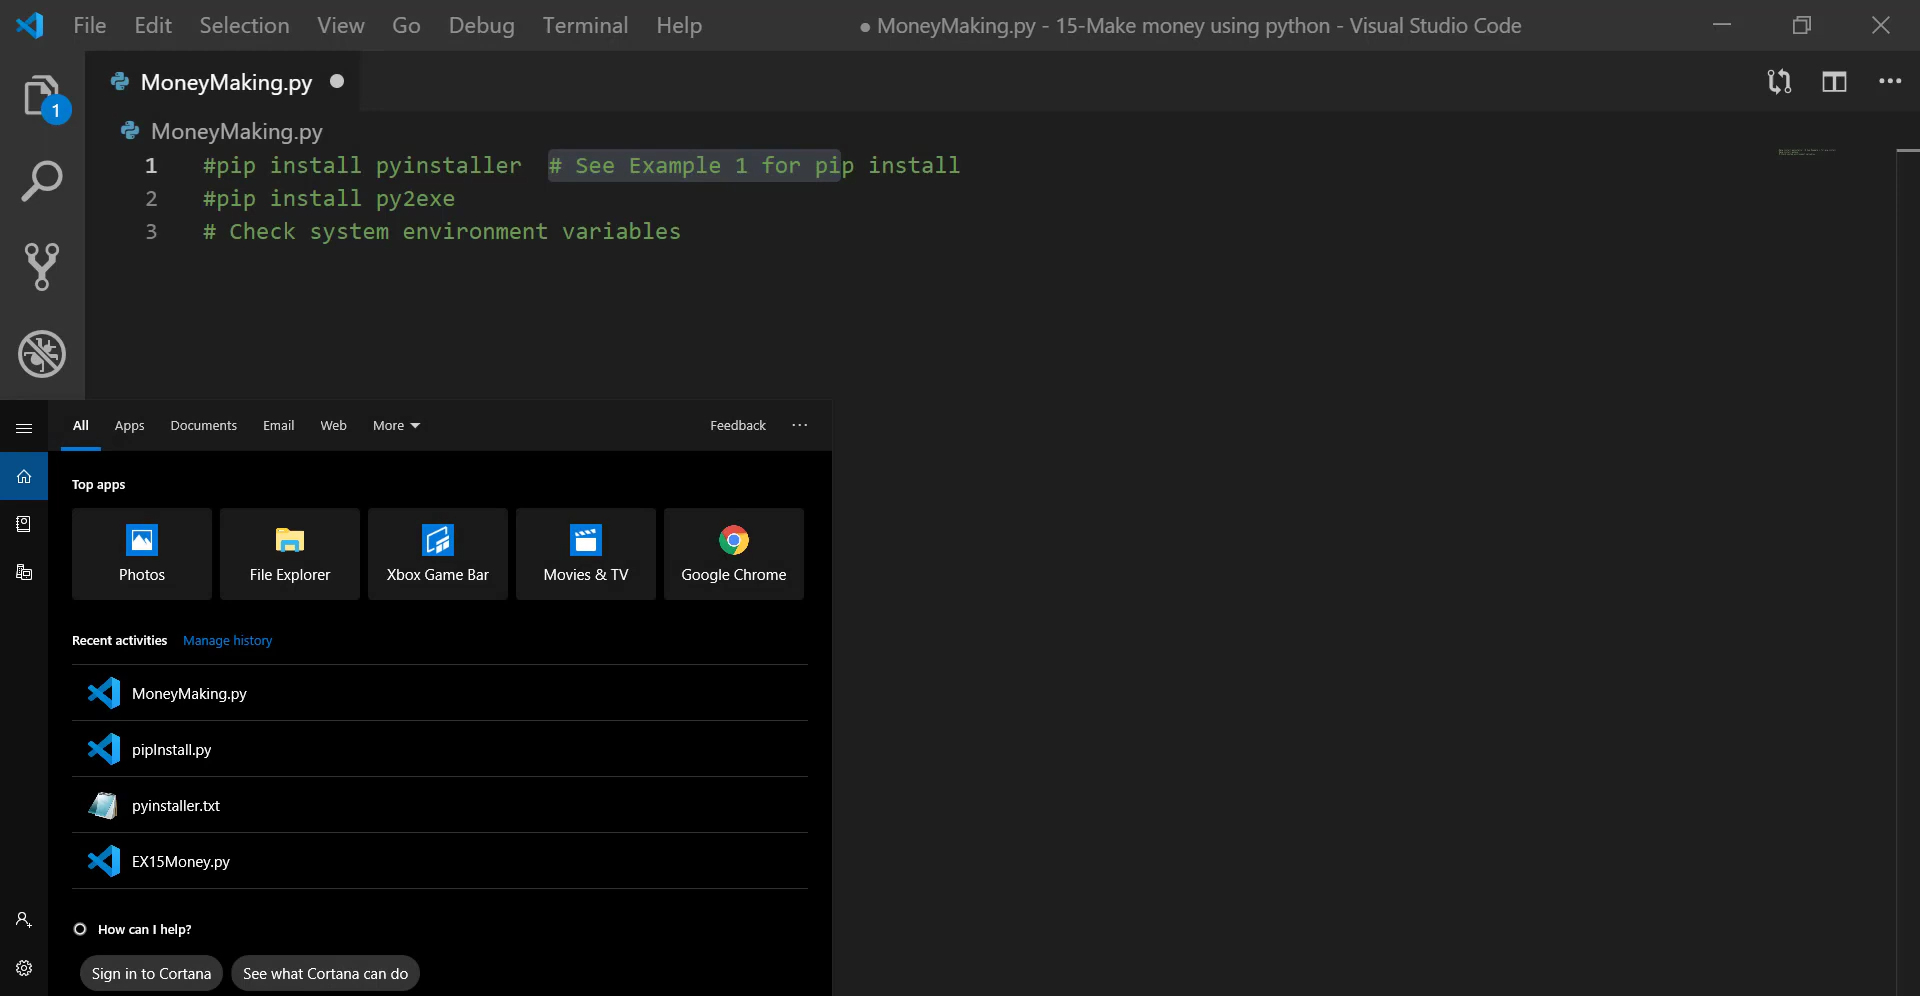 File Edit Selection View Go Debug Terminal Help ● MoneyMaking.py - 15-Make money using python - Visual Studio Code
MoneyMaking.py ●
1
MoneyMaking.py
1 #pip install pyinstaller  # See Example 1 for pip install
2 #pip install py2exe
3 # Check system environment variables
All Apps Documents Email Web More Feedback ···
Top apps
Photos File Explorer Xbox Game Bar Movies & TV Google Chrome
Recent activities Manage history
MoneyMaking.py
pipInstall.py
pyinstaller.txt
EX15Money.py
How can I help?
Sign in to Cortana See what Cortana can do